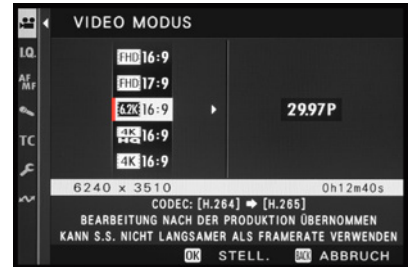 VIDEO MODUS
I.Q.
AF
MF
TC
FHD 16:9
FHD 17:9
6.2K 16:9
29.97P
4K
HQ 16:9
4K 16:9
6240 x 3510
0h12m40s
CODEC: [H.264] ➡ [H.265]
BEARBEITUNG NACH DER PRODUKTION ÜBERNOMMEN
KANN S.S. NICHT LANGSAMER ALS FRAMERATE VERWENDEN
OK STELL. BACK ABBRUCH